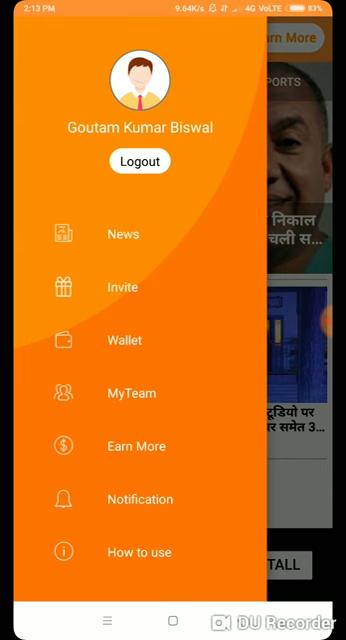 2:13 PM 9.64K/s 4G VoLTE 83%
rn More
Goutam Kumar Biswal
PORTS
Logout
निकाल
चली स...
News
Invite
Wallet
MyTeam
टूडियो पर
र समेत 3...
Earn More
Notification
How to use
TALL
DU Recorder